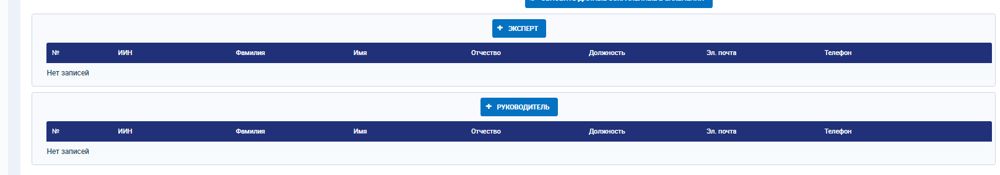 ЭКСПЕРТ
№ ИИН Фамилия Имя Отчество Должность Эл. почта Телефон
Нет записей
РУКОВОДИТЕЛЬ
№ ИИН Фамилия Имя Отчество Должность Эл. почта Телефон
Нет записей